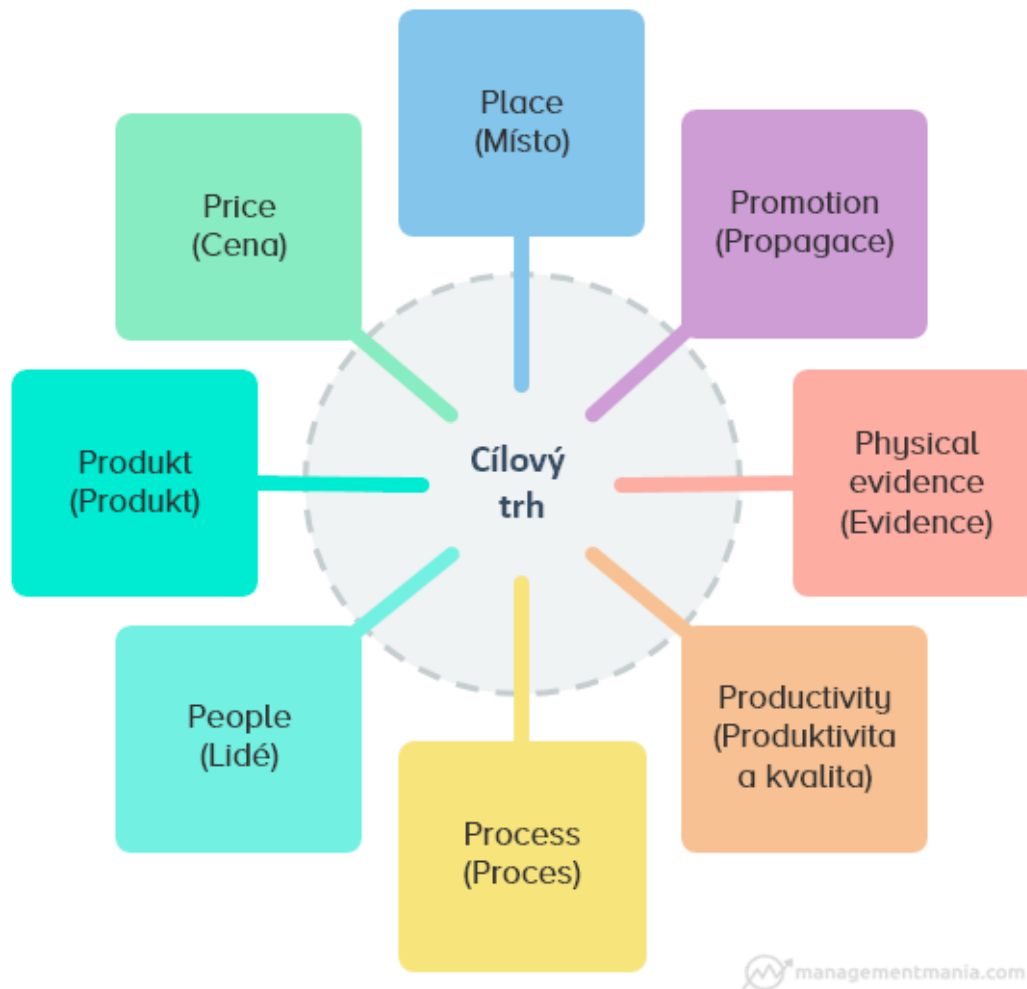 Place
(Místo)
Price
(Cena)
Promotion
(Propagace)
Produkt
(Produkt)
Cílový
trh
Physical
evidence
(Evidence)
People
(Lidé)
Productivity
(Produktivita
a kvalita)
Process
(Proces)
managementmania.com